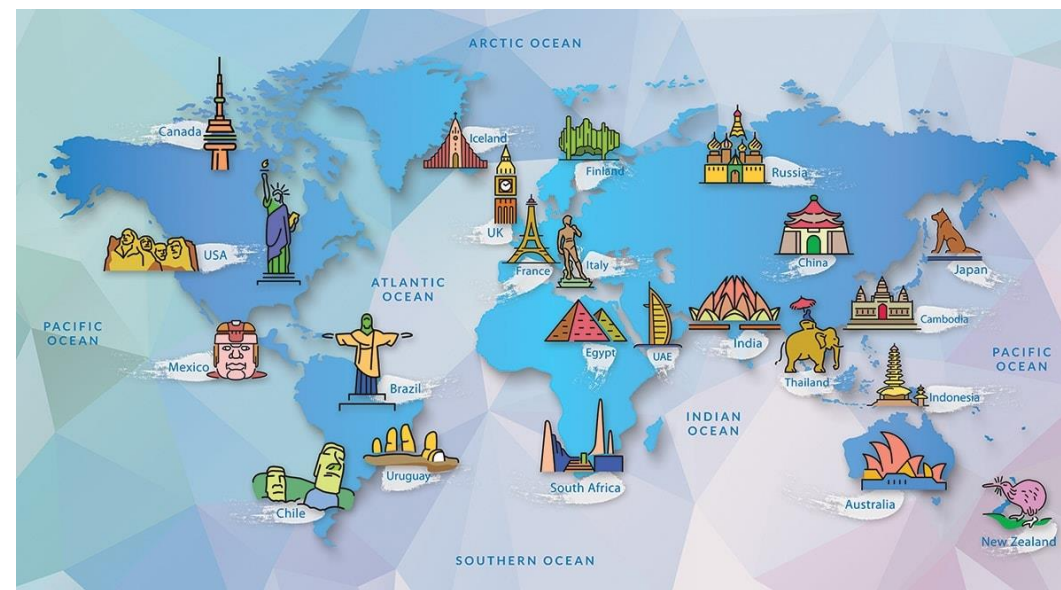 ARCTIC OCEAN
Canada
Iceland
Finland
Russia
UK
USA
France
Italy
China
Japan
ATLANTIC
OCEAN
PACIFIC
OCEAN
Egypt
UAE
India
Cambodia
PACIFIC
OCEAN
Mexico
Brazil
Thailand
Indonesia
INDIAN
OCEAN
Uruguay
South Africa
Chile
Australia
New Zealand
SOUTHERN OCEAN